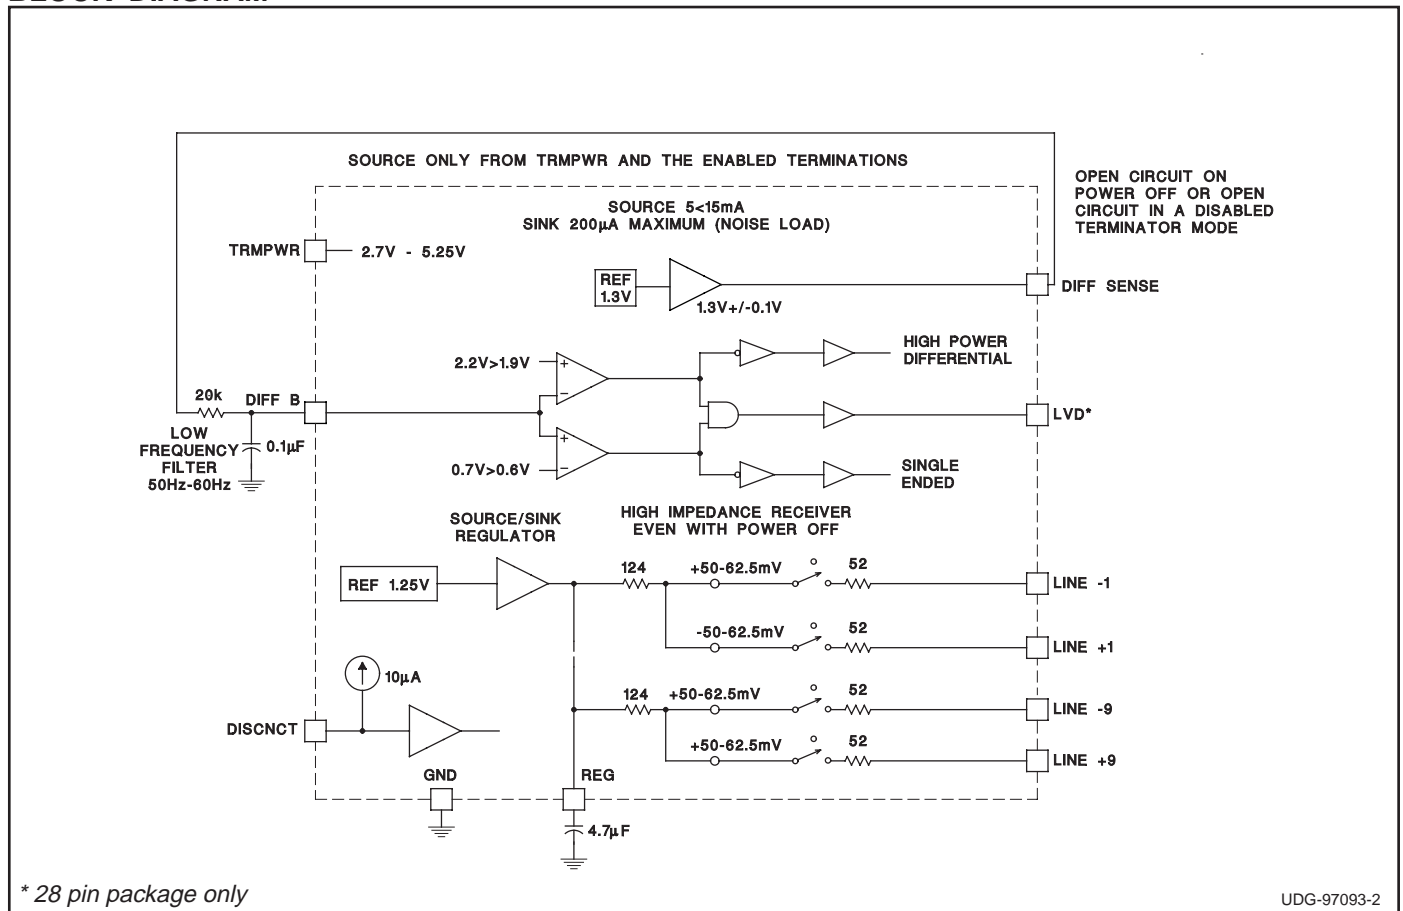 SOURCE ONLY FROM TRMPWR AND THE ENABLED TERMINATIONS
OPEN CIRCUIT ON
POWER OFF OR OPEN
CIRCUIT IN A DISABLED
TERMINATOR MODE
SOURCE 5<15mA
SINK 200µA MAXIMUM (NOISE LOAD)
TRMPWR
2.7V - 5.25V
REF
1.3V
1.3V+/-0.1V
DIFF SENSE
HIGH POWER
DIFFERENTIAL
2.2V>1.9V
+
−
20k
DIFF B
LVD*
LOW
FREQUENCY
FILTER
50Hz-60Hz
0.1µF
+
−
0.7V>0.6V
SINGLE
ENDED
SOURCE/SINK
REGULATOR
HIGH IMPEDANCE RECEIVER
EVEN WITH POWER OFF
REF 1.25V
124
+50-62.5mV
52
LINE -1
-50-62.5mV
52
LINE +1
10µA
124
+50-62.5mV
52
LINE -9
DISCNCT
+50-62.5mV
52
LINE +9
GND
REG
4.7µF
* 28 pin package only
UDG-97093-2